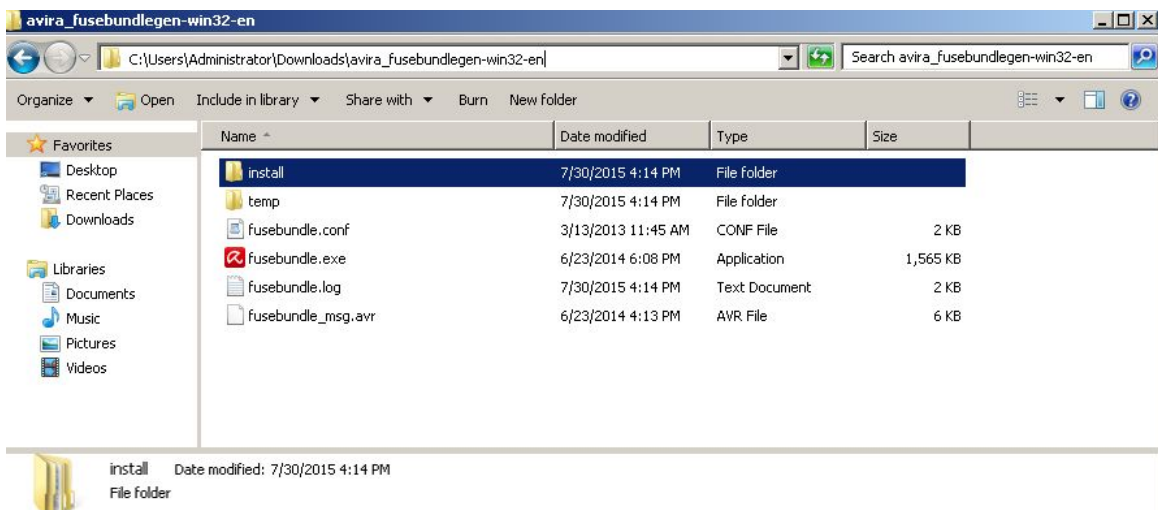 avira_fusebundlegen-win32-en
C:\Users\Administrator\Downloads\avira_fusebundlegen-win32-en
Search avira_fusebundlegen-win32-en
Organize Open Include in library Share with Burn New folder
Favorites
Desktop
Recent Places
Downloads
Libraries
Documents
Music
Pictures
Videos
Name Date modified Type Size
install 7/30/2015 4:14 PM File folder
temp 7/30/2015 4:14 PM File folder
fusebundle.conf 3/13/2013 11:45 AM CONF File 2 KB
fusebundle.exe 6/23/2014 6:08 PM Application 1,565 KB
fusebundle.log 7/30/2015 4:14 PM Text Document 2 KB
fusebundle_msg.avr 6/23/2014 4:13 PM AVR File 6 KB
install Date modified: 7/30/2015 4:14 PM
File folder